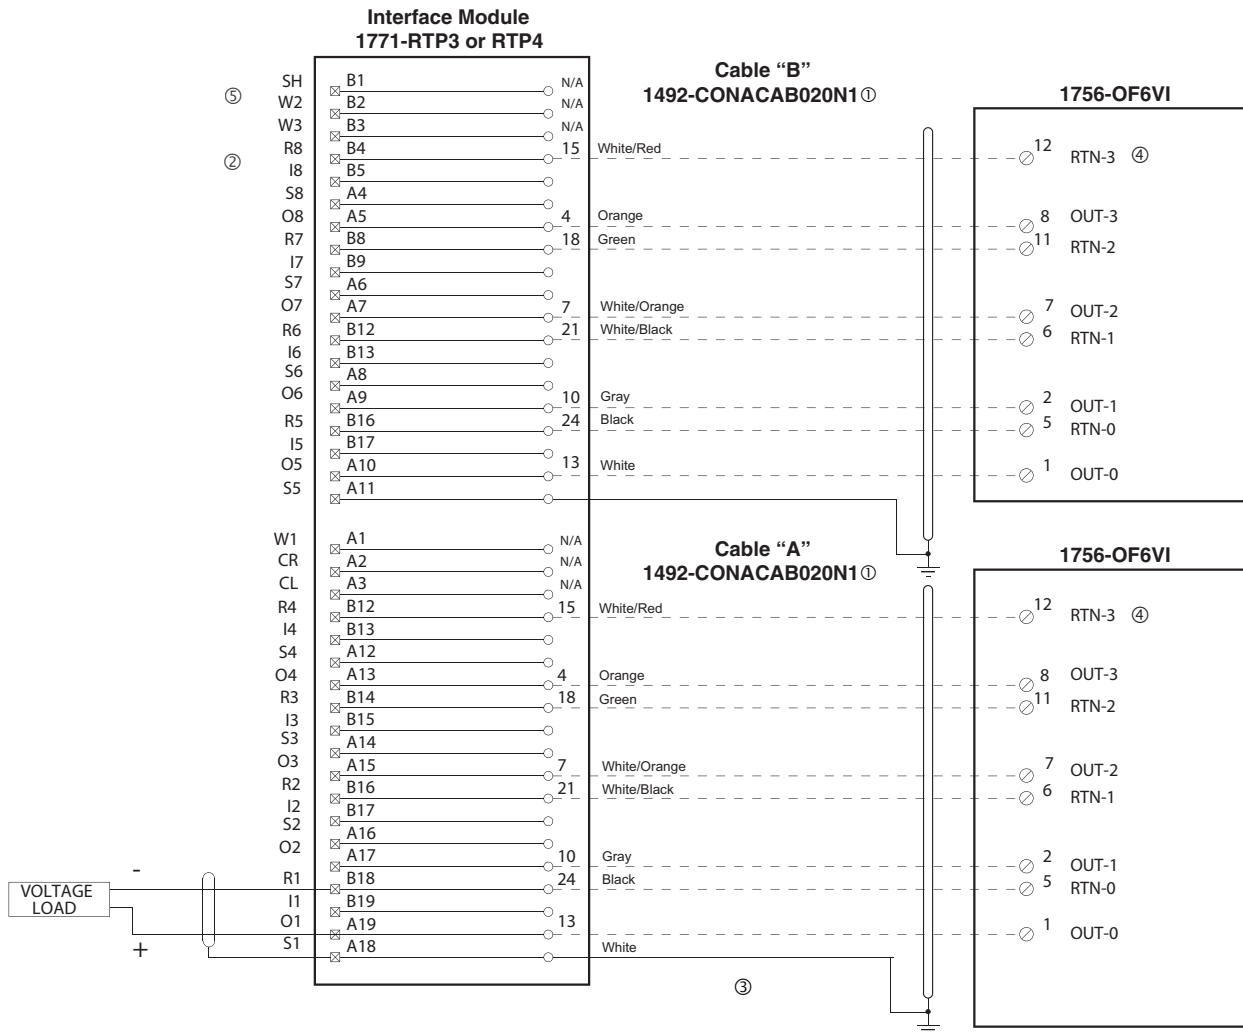 Interface Module
1771-RTP3 or RTP4
Cable “B”
1492-CONACAB020N1①
1756-OF6VI
SH B1 N/A
⑤
W2 B2 N/A
W3 B3 N/A
R8 B4 15 White/Red 12 RTN-3 ④
②
I8 B5
S8 A4
O8 A5 4 Orange 8 OUT-3
R7 B8 18 Green 11 RTN-2
I7 B9
S7 A6
O7 A7 7 White/Orange 7 OUT-2
R6 B12 21 White/Black 6 RTN-1
I6 B13
S6 A8
O6 A9 10 Gray 2 OUT-1
R5 B16 24 Black 5 RTN-0
I5 B17
O5 A10 13 White 1 OUT-0
S5 A11
Cable “A”
1492-CONACAB020N1①
1756-OF6VI
W1 A1 N/A
CR A2 N/A
CL A3 N/A
R4 B12 15 White/Red 12 RTN-3 ④
I4 B13
S4 A12
O4 A13 4 Orange 8 OUT-3
R3 B14 18 Green 11 RTN-2
I3 B15
S3 A14
O3 A15 7 White/Orange 7 OUT-2
R2 B16 21 White/Black 6 RTN-1
I2 B17
S2 A16
O2 A17 10 Gray 2 OUT-1
-
R1 B18 24 Black 5 RTN-0
VOLTAGE
LOAD
I1 B19
O1 A19 13 1 OUT-0
+
S1 A18 White
③